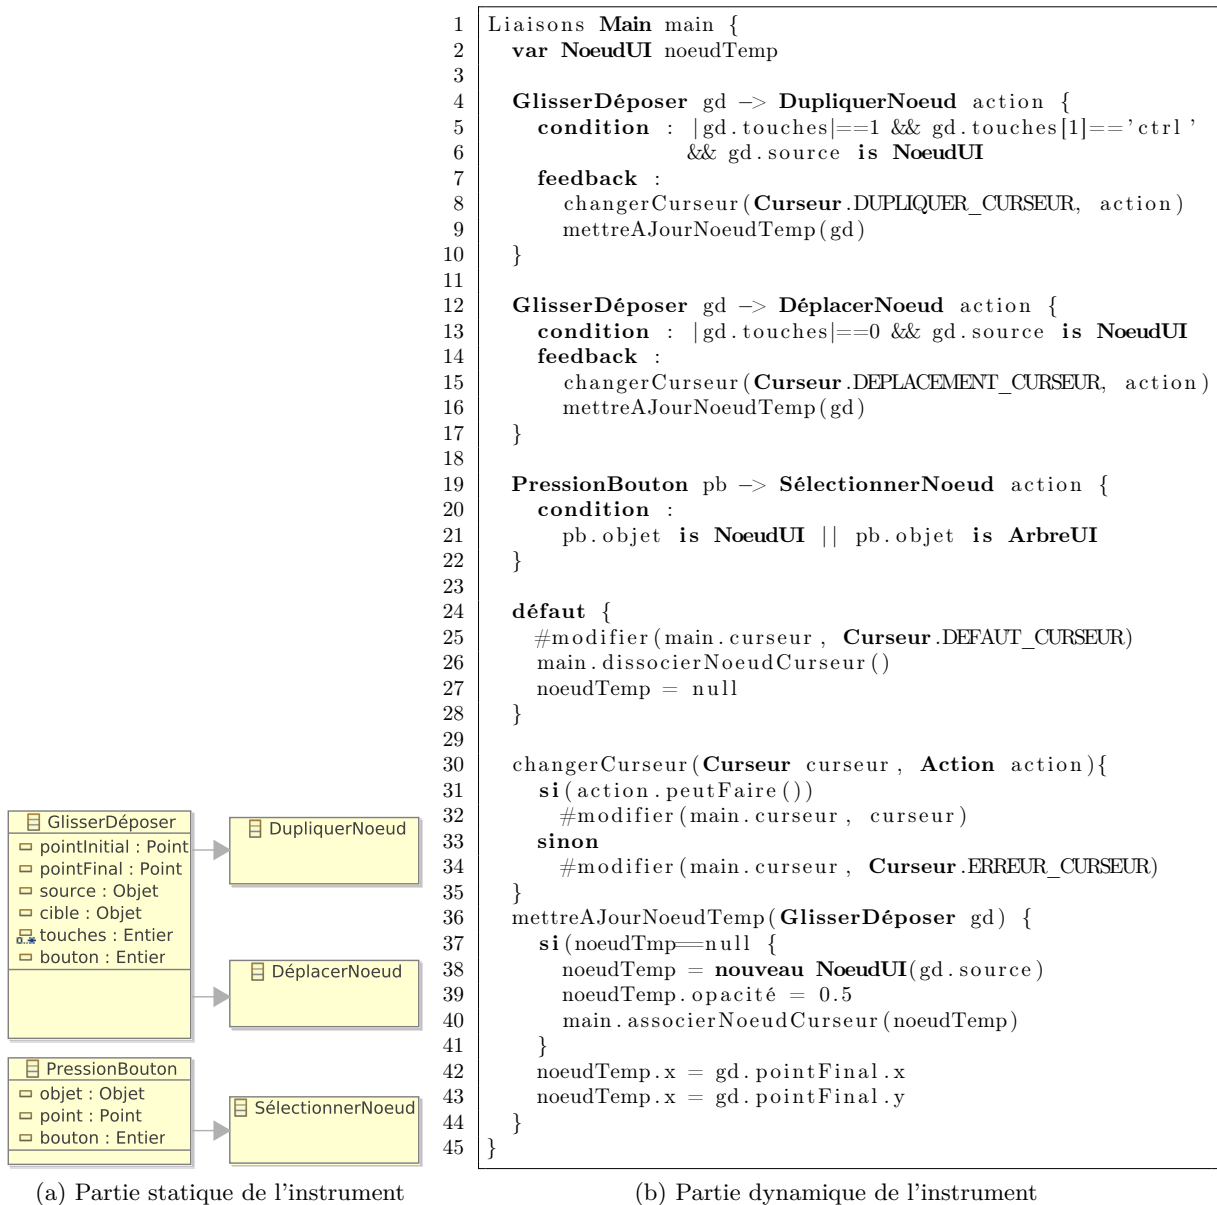 1 Liaisons Main main {
2 var NoeudUI noeudTemp
3
4 GlisserDéposer gd −> DupliquerNoeud action {
5 condition : |gd.touches|==1 && gd.touches[1]=='ctrl'
6 && gd.source is NoeudUI
7 feedback :
8 changerCurseur(Curseur.DUPLIQUER_CURSEUR, action)
9 mettreAJourNoeudTemp(gd)
10 }
11
12 GlisserDéposer gd −> DéplacerNoeud action {
13 condition : |gd.touches|==0 && gd.source is NoeudUI
14 feedback :
15 changerCurseur(Curseur.DEPLACEMENT_CURSEUR, action)
16 mettreAJourNoeudTemp(gd)
17 }
18
19 PressionBouton pb −> SélectionnerNoeud action {
20 condition :
21 pb.objet is NoeudUI || pb.objet is ArbreUI
22 }
23
24 défaut {
25 #modifier(main.curseur, Curseur.DEFAUT_CURSEUR)
26 main.dissocierNoeudCurseur()
27 noeudTemp = null
28 }
29
30 changerCurseur(Curseur curseur, Action action){
31 si(action.peutFaire())
32 #modifier(main.curseur, curseur)
33 sinon
34 #modifier(main.curseur, Curseur.ERREUR_CURSEUR)
35 }
36 mettreAJourNoeudTemp(GlisserDéposer gd) {
37 si(noeudTmp==null {
38 noeudTemp = nouveau NoeudUI(gd.source)
39 noeudTemp.opacité = 0.5
40 main.associerNoeudCurseur(noeudTemp)
41 }
42 noeudTemp.x = gd.pointFinal.x
43 noeudTemp.x = gd.pointFinal.y
44 }
45 }
GlisserDéposer
pointInitial : Point
pointFinal : Point
source : Objet
cible : Objet
0..* touches : Entier
bouton : Entier
DupliquerNoeud
DéplacerNoeud
PressionBouton
objet : Objet
point : Point
bouton : Entier
SélectionnerNoeud
(a) Partie statique de l'instrument
(b) Partie dynamique de l'instrument